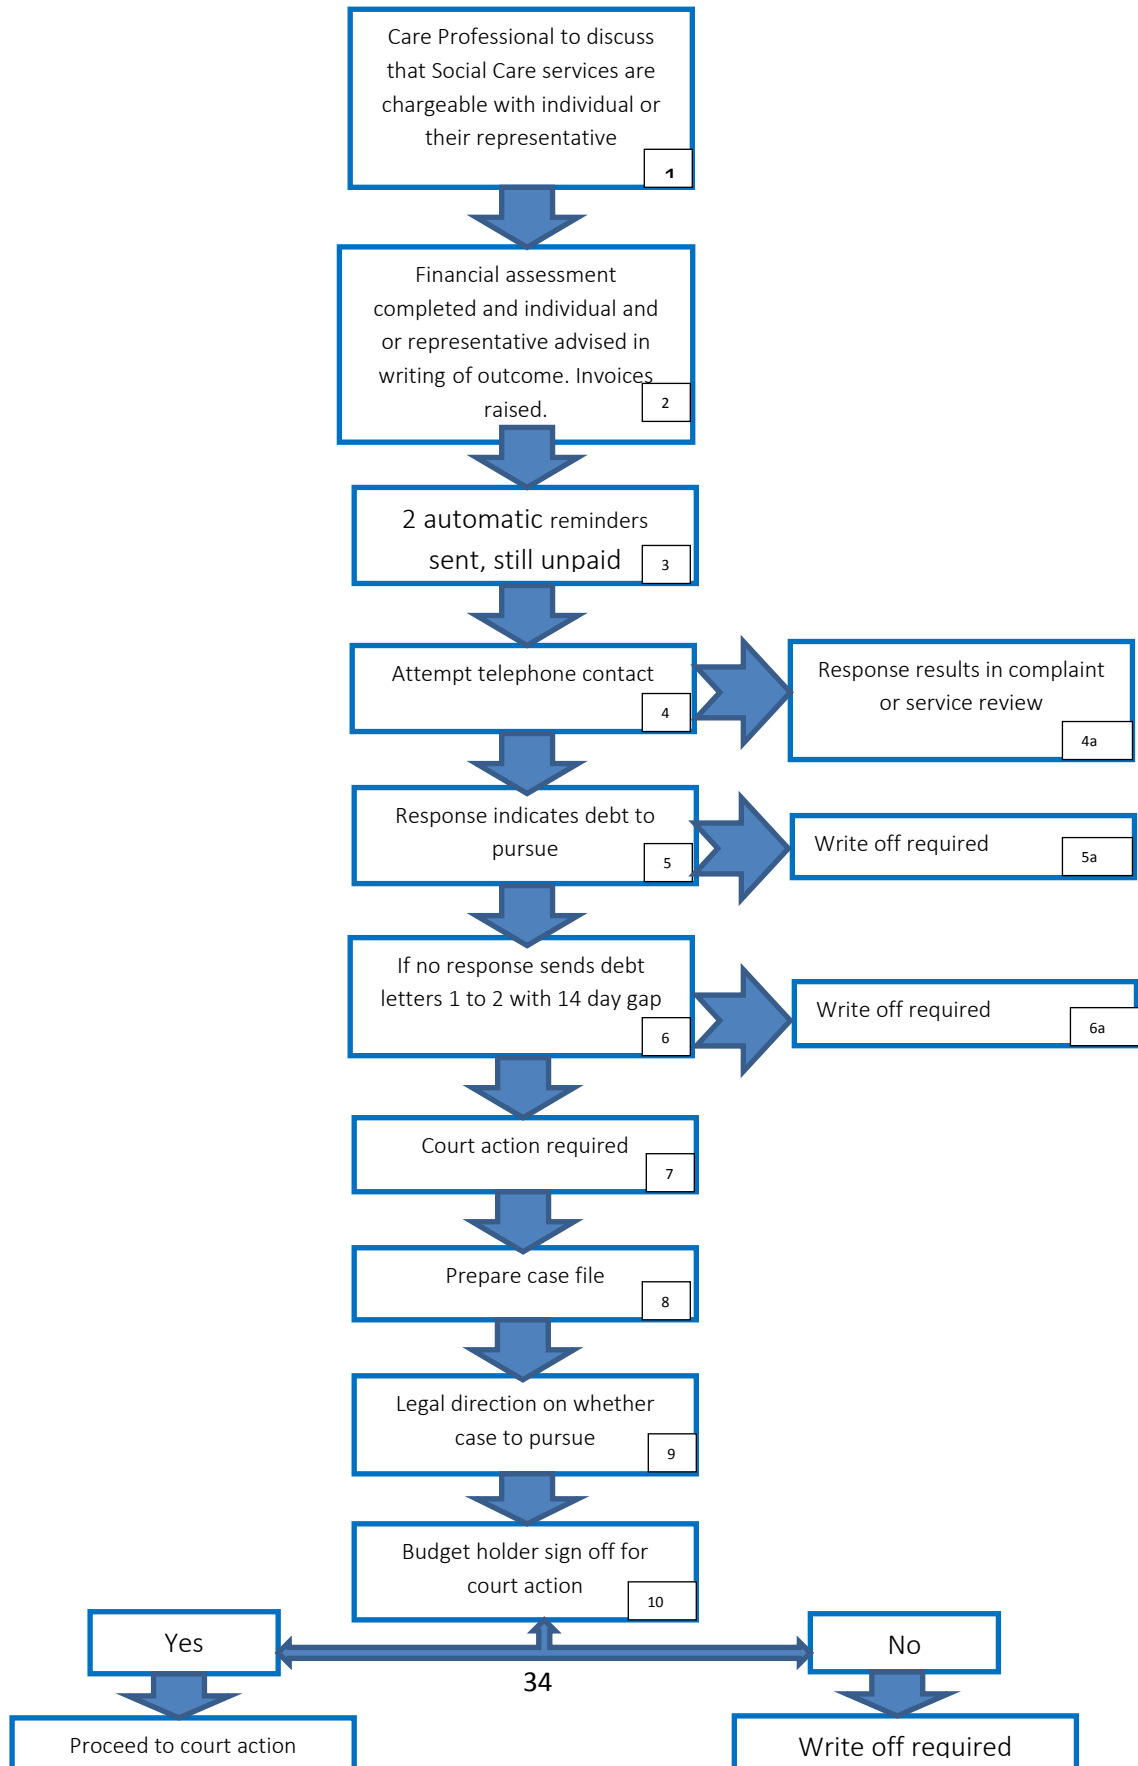 Care Professional to discuss
that Social Care services are
chargeable with individual or
their representative
1
Financial assessment
completed and individual and
or representative advised in
writing of outcome. Invoices
raised.
2
2 automatic reminders
sent, still unpaid
3
Attempt telephone contact
4
Response results in complaint
or service review
4a
Response indicates debt to
pursue
5
Write off required
5a
If no response sends debt
letters 1 to 2 with 14 day gap
6
Write off required
6a
Court action required
7
Prepare case file
8
Legal direction on whether
case to pursue
9
Budget holder sign off for
court action
10
Yes
No
34
Proceed to court action
Write off required